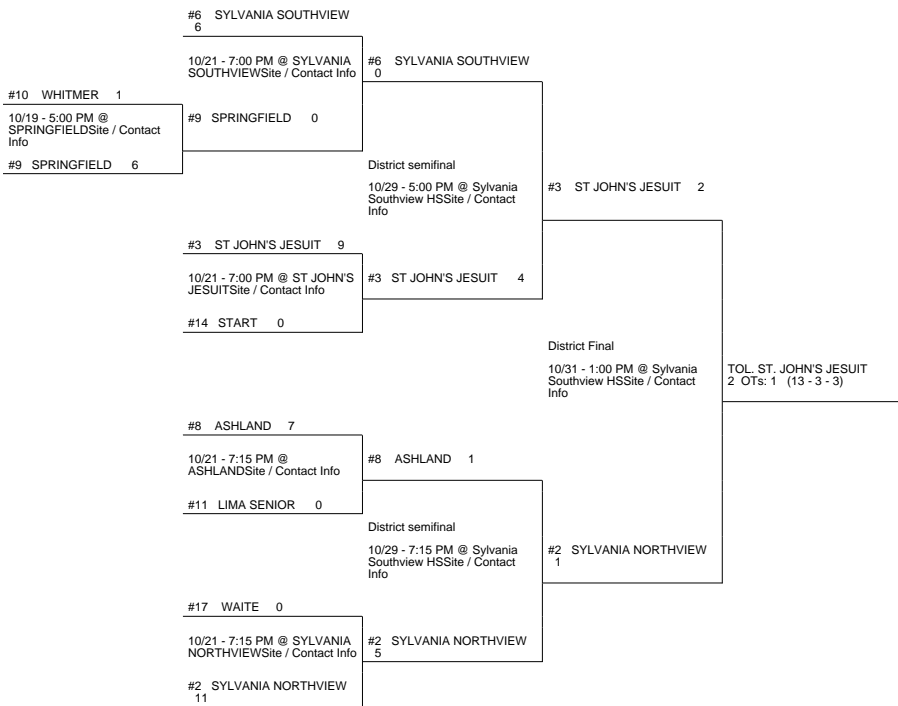 #6 SYLVANIA SOUTHVIEW
6
10/21 - 7:00 PM @ SYLVANIA
SOUTHVIEWSite / Contact Info
#6 SYLVANIA SOUTHVIEW
0
#10 WHITMER 1
10/19 - 5:00 PM @
SPRINGFIELDSite / Contact
Info
#9 SPRINGFIELD 0
#9 SPRINGFIELD 6
District semifinal
10/29 - 5:00 PM @ Sylvania
Southview HSSite / Contact
Info
#3 ST JOHN'S JESUIT 2
#3 ST JOHN'S JESUIT 9
10/21 - 7:00 PM @ ST JOHN'S
JESUITSite / Contact Info
#3 ST JOHN'S JESUIT 4
#14 START 0
District Final
10/31 - 1:00 PM @ Sylvania
Southview HSSite / Contact
Info
TOL. ST. JOHN'S JESUIT
2 OTs: 1 (13 - 3 - 3)
#8 ASHLAND 7
10/21 - 7:15 PM @
ASHLANDSite / Contact Info
#8 ASHLAND 1
#11 LIMA SENIOR 0
District semifinal
10/29 - 7:15 PM @ Sylvania
Southview HSSite / Contact
Info
#2 SYLVANIA NORTHVIEW
1
#17 WAITE 0
10/21 - 7:15 PM @ SYLVANIA
NORTHVIEWSite / Contact Info
#2 SYLVANIA NORTHVIEW
5
#2 SYLVANIA NORTHVIEW
11